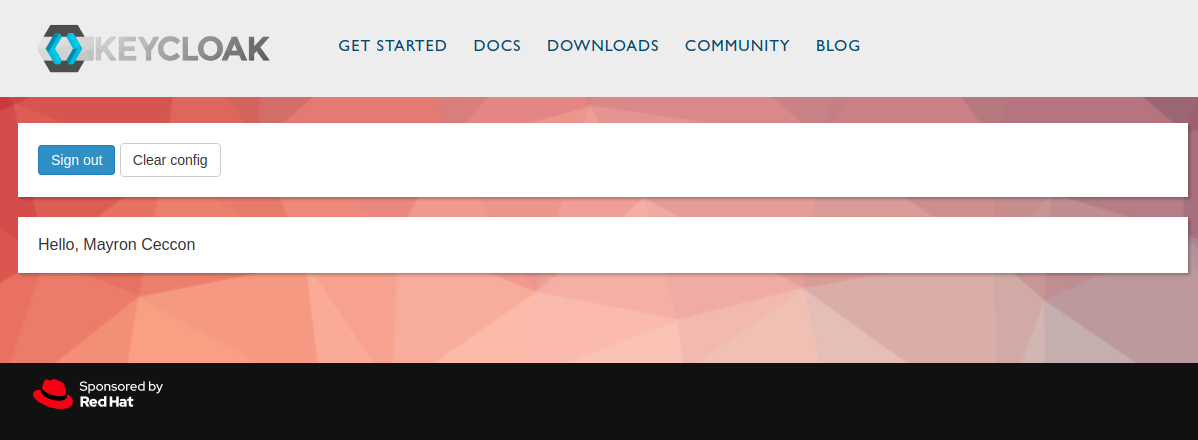 KEYCLOAK GET STARTED DOCS DOWNLOADS COMMUNITY BLOG
Sign out Clear config
Hello, Mayron Ceccon
Sponsored by
Red Hat